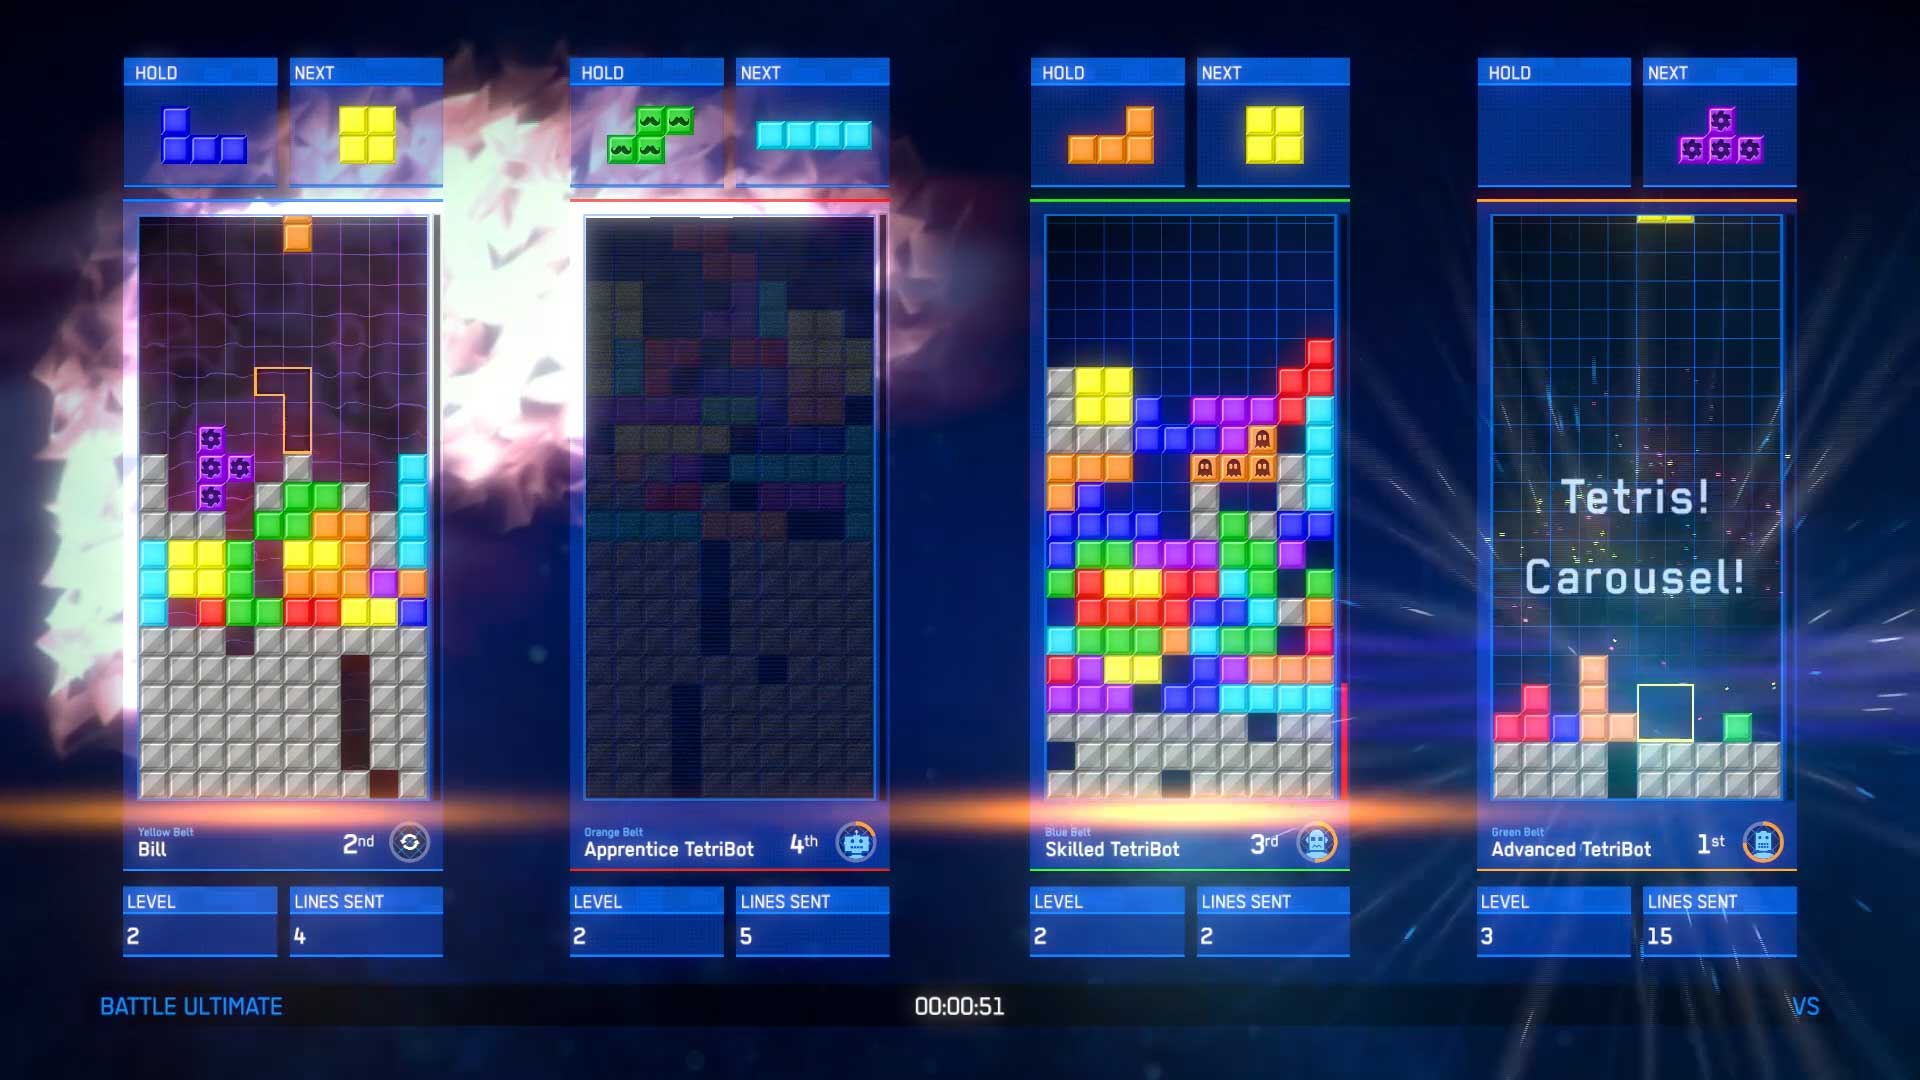 HOLD NEXT
HOLD NEXT
HOLD NEXT
HOLD NEXT
Tetris!
Carousel!
Yellow Belt
Bill 2nd
Orange Belt
Apprentice TetriBot 4th
Blue Belt
Skilled TetriBot 3rd
Green Belt
Advanced TetriBot 1st
LEVEL LINES SENT
2 4
LEVEL LINES SENT
2 5
LEVEL LINES SENT
2 2
LEVEL LINES SENT
3 15
BATTLE ULTIMATE 00:00:51 VS